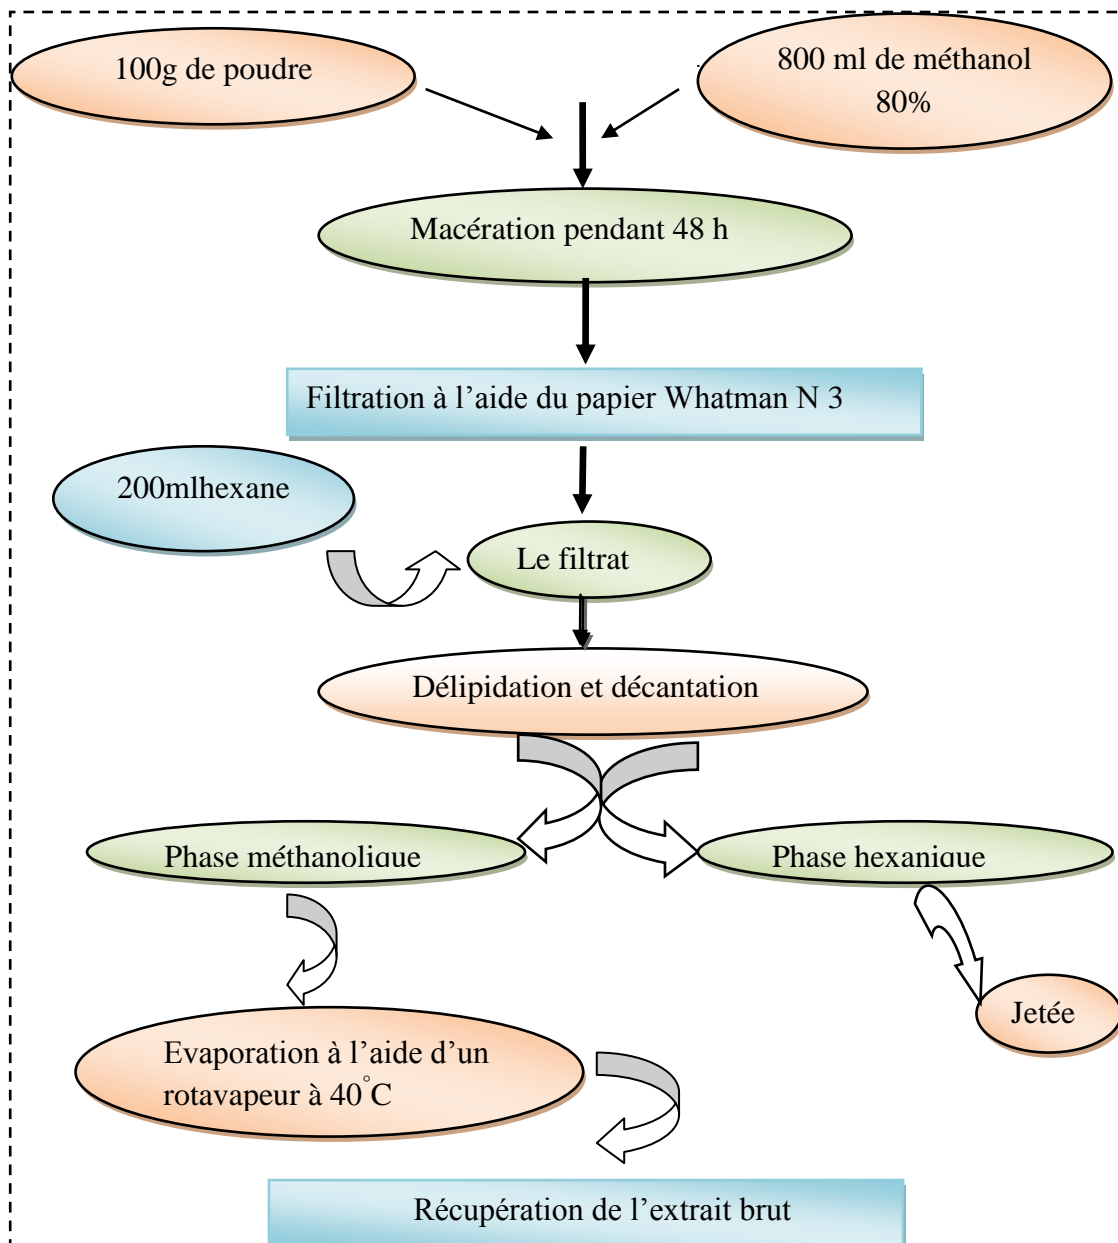 100g de poudre
800 ml de méthanol
80%
Macération pendant 48 h
Filtration à l’aide du papier Whatman N 3
200mlhexane
Le filtrat
Délipidation et décantation
Phase méthanolique
Phase hexanique
Jetée
Evaporation à l’aide d’un
rotavapeur à 40°C
Récupération de l’extrait brut